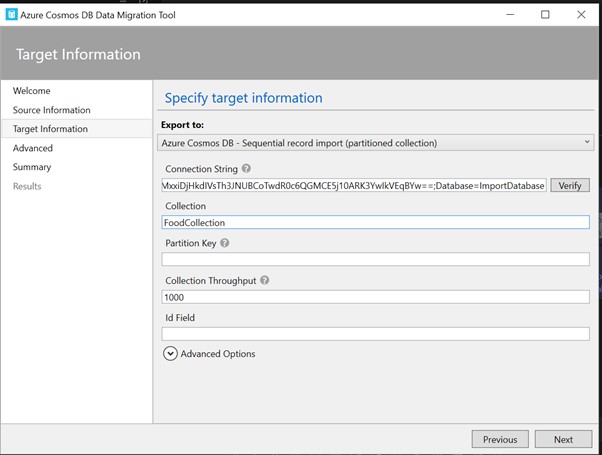 Azure Cosmos DB Data Migration Tool
Target Information
Welcome
Source Information
Target Information
Advanced
Summary
Results
Specify target information
Export to:
Azure Cosmos DB - Sequential record import (partitioned collection)
Connection String
MxxiDjHkdIVsTh3JNUBCoTwdR0c6QGMCE5j10ARK3YwlkVEqBYw==;Database=ImportDatabase
Verify
Collection
FoodCollection
Partition Key
Collection Throughput
1000
Id Field
Advanced Options
Previous
Next